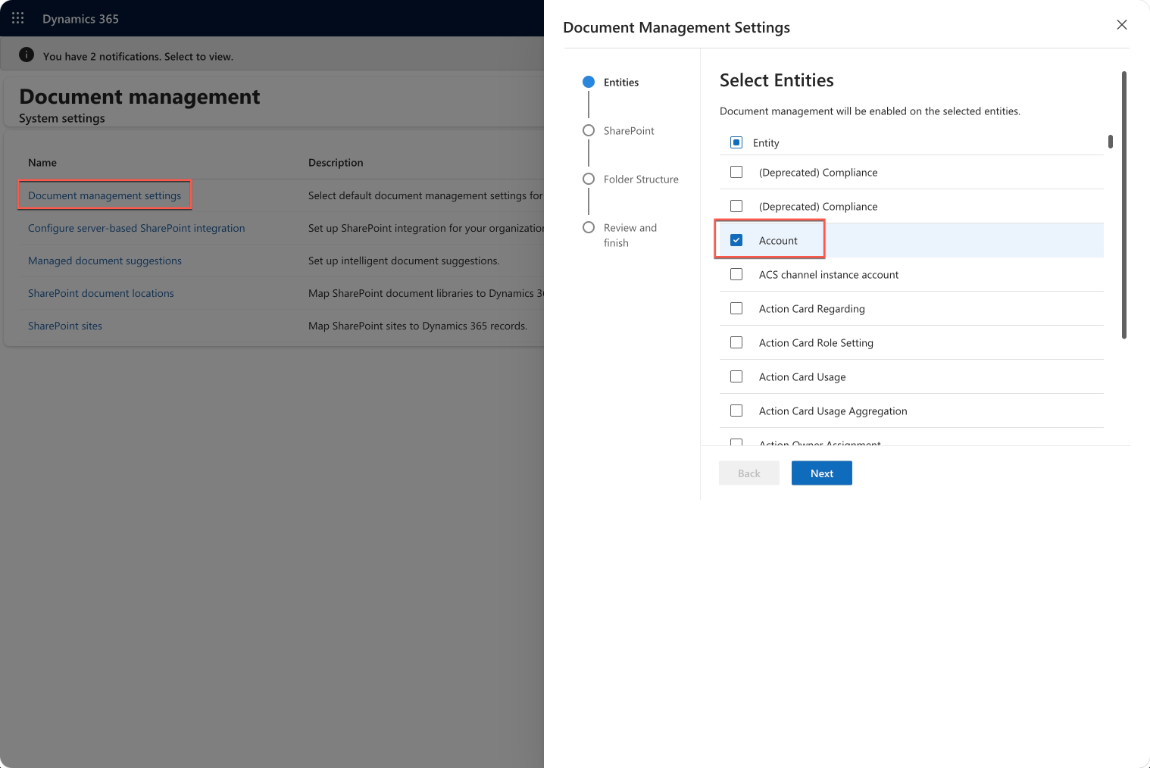 Dynamics 365
You have 2 notifications. Select to view.
Document management
System settings
Name Description
Document management settings Select default document management settings for
Configure server-based SharePoint integration Set up SharePoint integration for your organization
Managed document suggestions Set up intelligent document suggestions.
SharePoint document locations Map SharePoint document libraries to Dynamics
SharePoint sites Map SharePoint sites to Dynamics 365 records.
Document Management Settings
Entities
SharePoint
Folder Structure
Review and
finish
Select Entities
Document management will be enabled on the selected entities.
Entity
(Deprecated) Compliance
(Deprecated) Compliance
Account
ACS channel instance account
Action Card Regarding
Action Card Role Setting
Action Card Usage
Action Card Usage Aggregation
Action Owner Assignment
Back Next